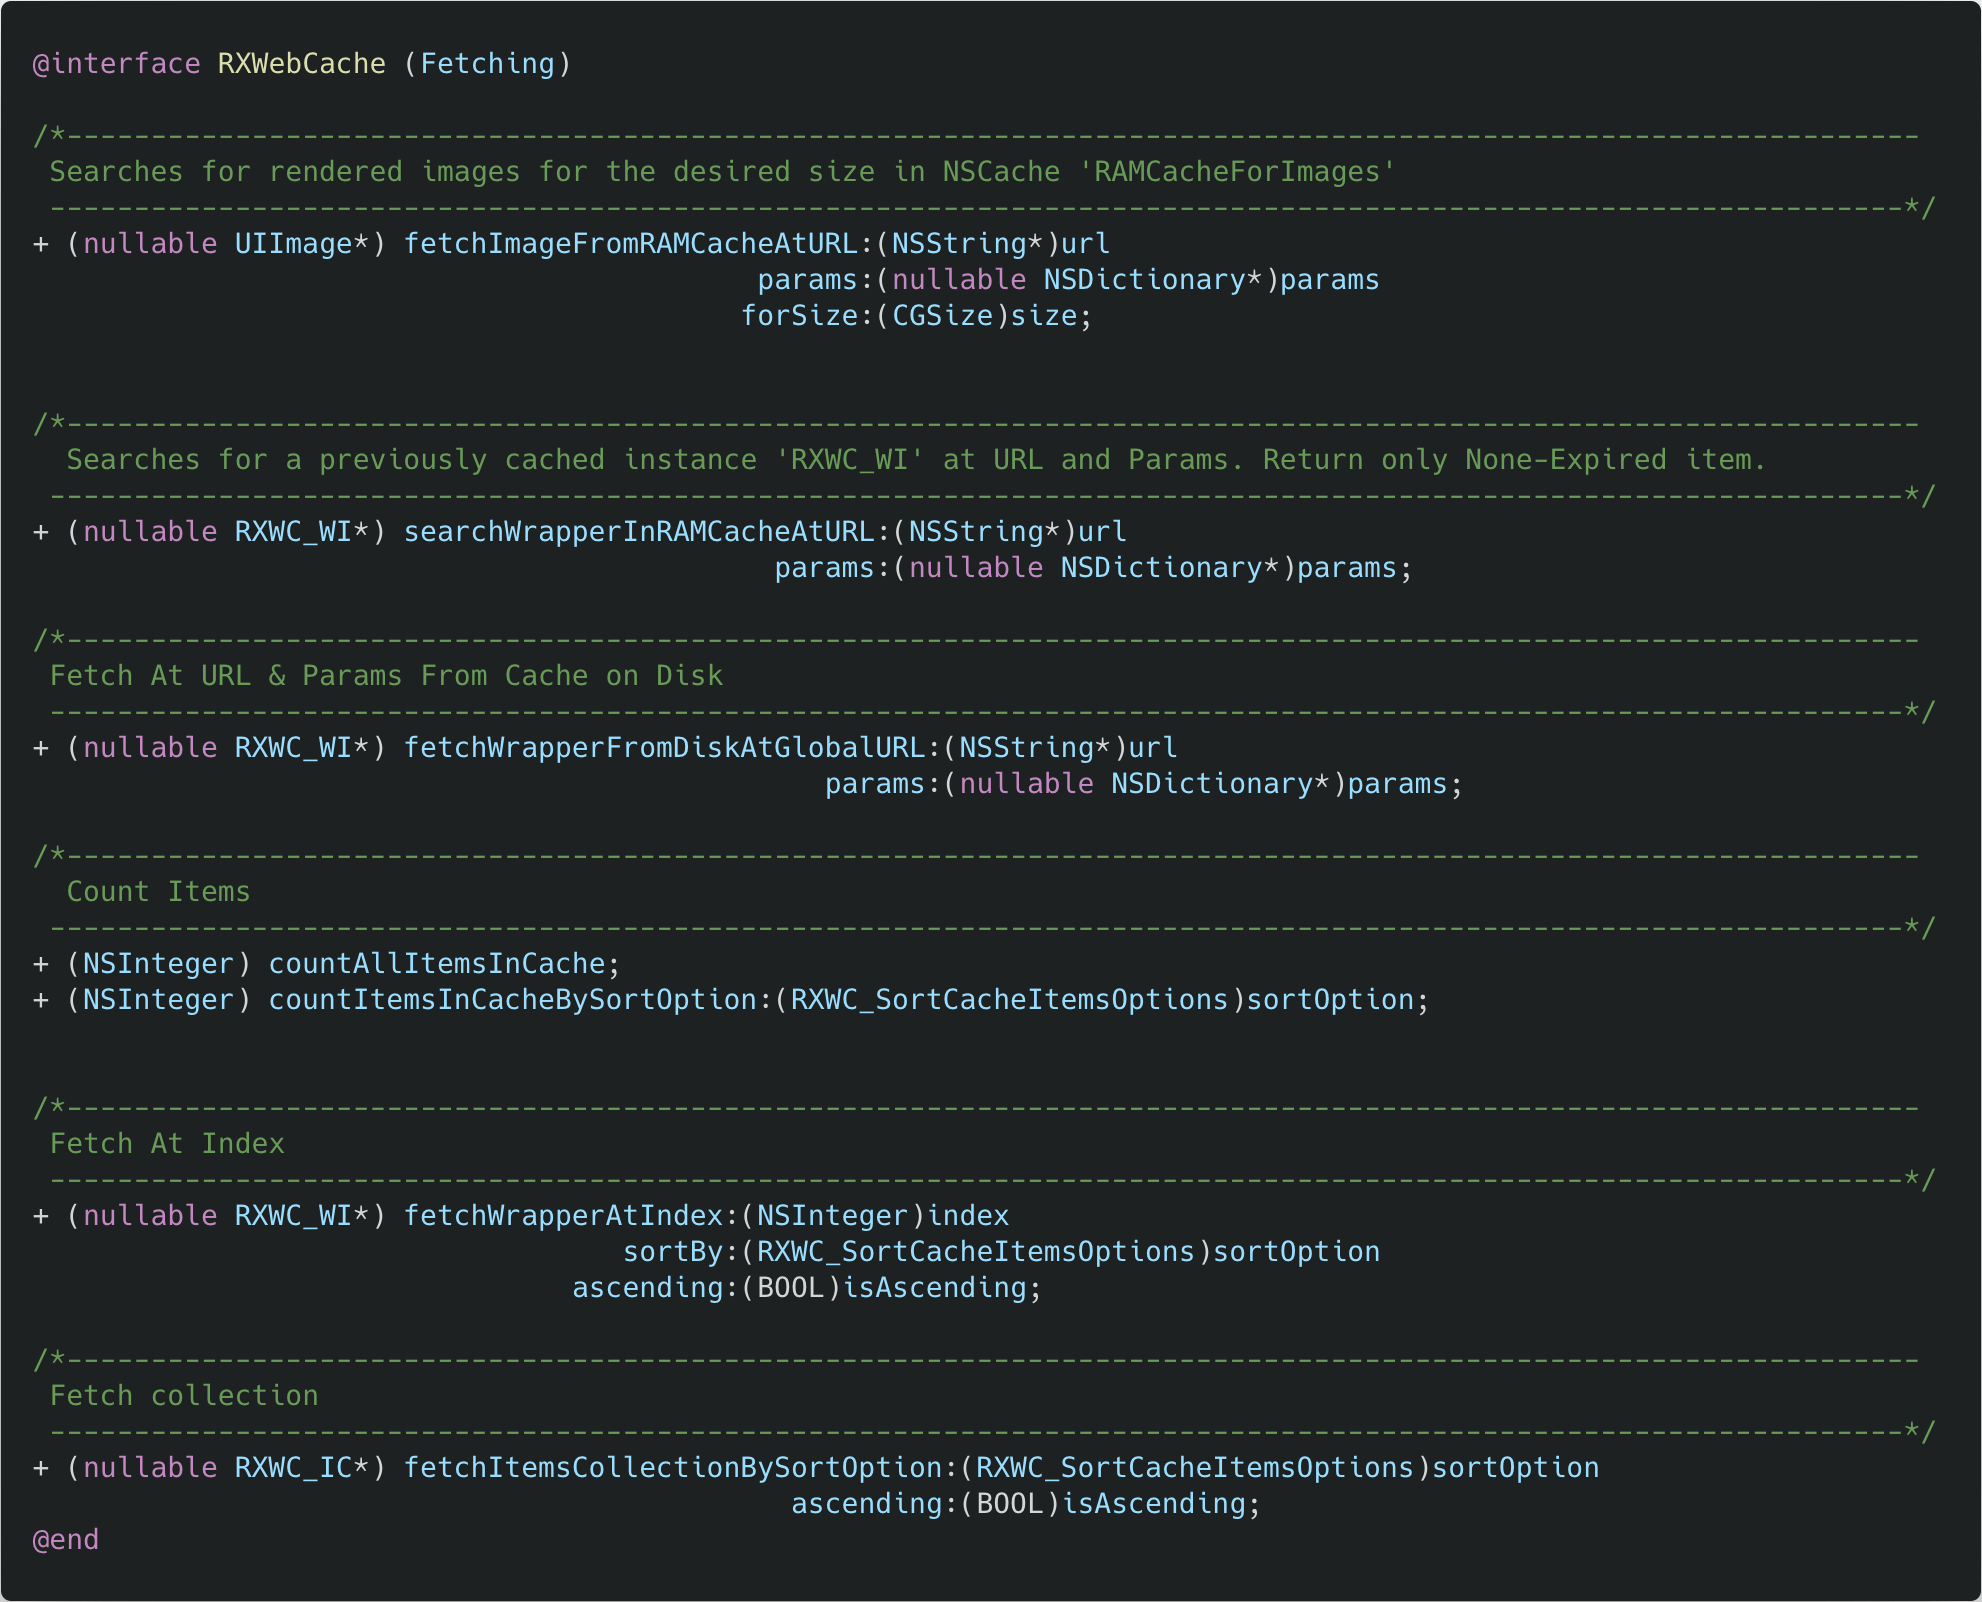 @interface RXWebCache (Fetching)
/*--------------------------------------------------------------------------------------------------------------
Searches for rendered images for the desired size in NSCache 'RAMCacheForImages'
--------------------------------------------------------------------------------------------------------------*/
+ (nullable UIImage*) fetchImageFromRAMCacheAtURL:(NSString*)url
params:(nullable NSDictionary*)params
forSize:(CGSize)size;
/*--------------------------------------------------------------------------------------------------------------
Searches for a previously cached instance 'RXWC_WI' at URL and Params. Return only None-Expired item.
--------------------------------------------------------------------------------------------------------------*/
+ (nullable RXWC_WI*) searchWrapperInRAMCacheAtURL:(NSString*)url
params:(nullable NSDictionary*)params;
/*--------------------------------------------------------------------------------------------------------------
Fetch At URL & Params From Cache on Disk
--------------------------------------------------------------------------------------------------------------*/
+ (nullable RXWC_WI*) fetchWrapperFromDiskAtGlobalURL:(NSString*)url
params:(nullable NSDictionary*)params;
/*--------------------------------------------------------------------------------------------------------------
Count Items
--------------------------------------------------------------------------------------------------------------*/
+ (NSInteger) countAllItemsInCache;
+ (NSInteger) countItemsInCacheBySortOption:(RXWC_SortCacheItemsOptions)sortOption;
/*--------------------------------------------------------------------------------------------------------------
Fetch At Index
--------------------------------------------------------------------------------------------------------------*/
+ (nullable RXWC_WI*) fetchWrapperAtIndex:(NSInteger)index
sortBy:(RXWC_SortCacheItemsOptions)sortOption
ascending:(BOOL)isAscending;
/*--------------------------------------------------------------------------------------------------------------
Fetch collection
--------------------------------------------------------------------------------------------------------------*/
+ (nullable RXWC_IC*) fetchItemsCollectionBySortOption:(RXWC_SortCacheItemsOptions)sortOption
ascending:(BOOL)isAscending;
@end